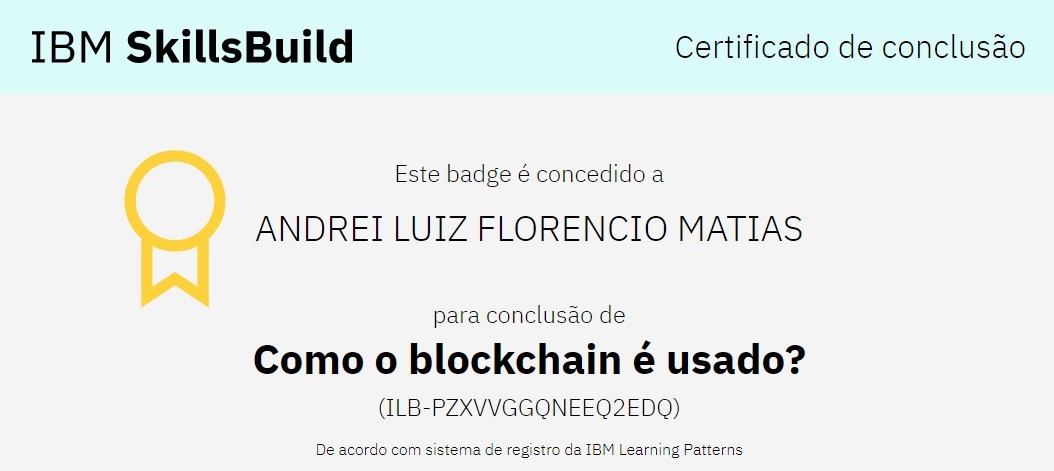 IBM SkillsBuild
Certificado de conclusão
Este badge é concedido a
ANDREI LUIZ FLORENCIO MATIAS
para conclusão de
Como o blockchain é usado?
(ILB-PZXVVGGQNEEQ2EDQ)
De acordo com sistema de registro da IBM Learning Patterns